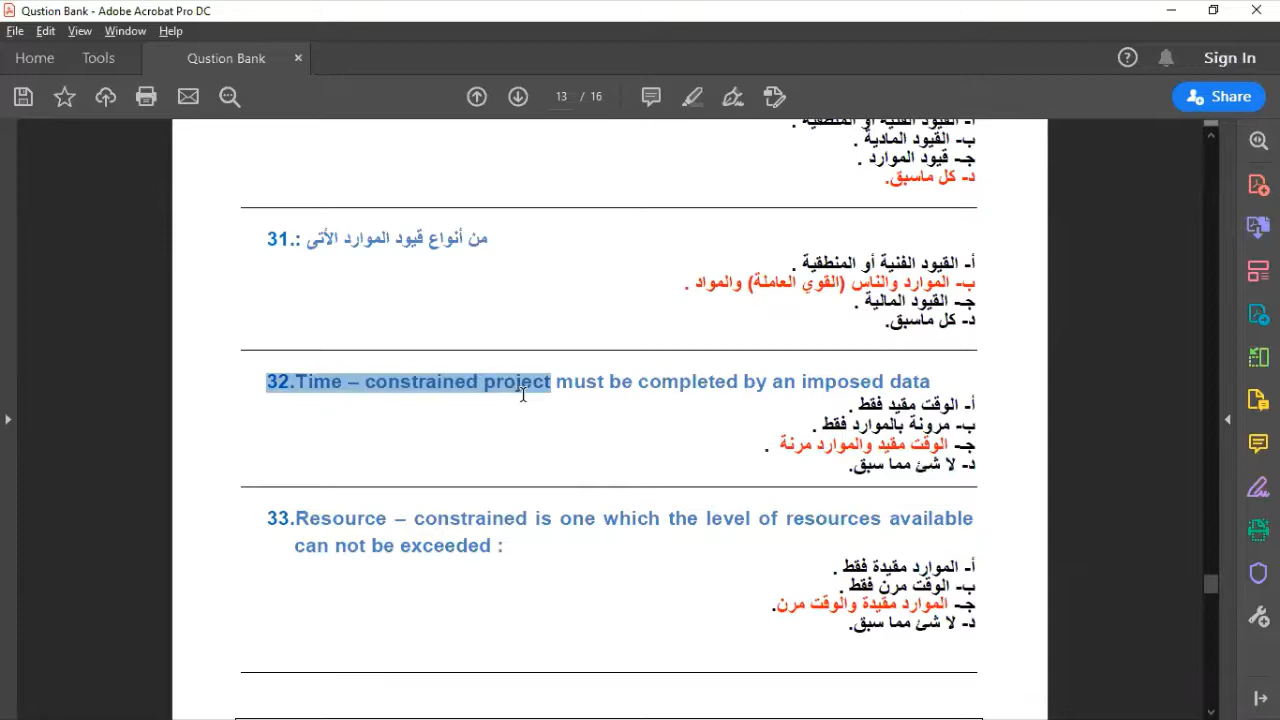 Qustion Bank - Adobe Acrobat Pro DC
File Edit View Window Help
Home Tools Qustion Bank × Sign In
13 / 16 Share
أ- القيود الفنية أو المنطقية .
ب- القيود المادية .
جـ- قيود الموارد .
د- كل ماسبق.
31.: من أنواع قيود الموارد الأتى
أ- القيود الفنية أو المنطقية .
ب- الموارد والناس (القوي العاملة) والمواد .
جـ- القيود المالية .
د- كل ماسبق.
32.Time – constrained project must be completed by an imposed data
أ- الوقت مقيد فقط .
ب- مرونة بالموارد فقط .
جـ- الوقت مقيد والموارد مرنة .
د- لا شئ مما سبق.
33.Resource – constrained is one which the level of resources available
can not be exceeded :
أ- الموارد مقيدة فقط .
ب- الوقت مرن فقط .
جـ- الموارد مقيدة والوقت مرن.
د- لا شئ مما سبق.